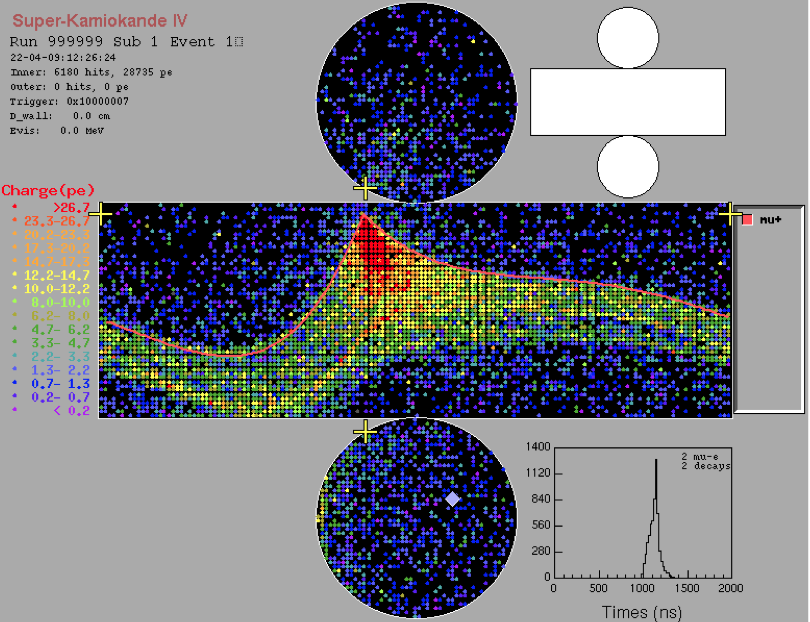 Super-Kamiokande IV
Run 999999 Sub 1 Event 1
22-04-09:12:26:24
Inner: 6180 hits, 28735 pe
Outer: 0 hits, 0 pe
Trigger: 0x10000007
D_wall: 0.0 cm
Evis: 0.0 MeV
Charge(pe)
>26.7
23.3-26.7
20.2-23.3
17.3-20.2
14.7-17.3
12.2-14.7
10.0-12.2
8.0-10.0
6.2- 8.0
4.7- 6.2
3.3- 4.7
2.2- 3.3
1.3- 2.2
0.7- 1.3
0.2- 0.7
< 0.2
mu+
2 mu-e
2 decays
1400
1120
840
560
280
0
0 500 1000 1500 2000
Times (ns)